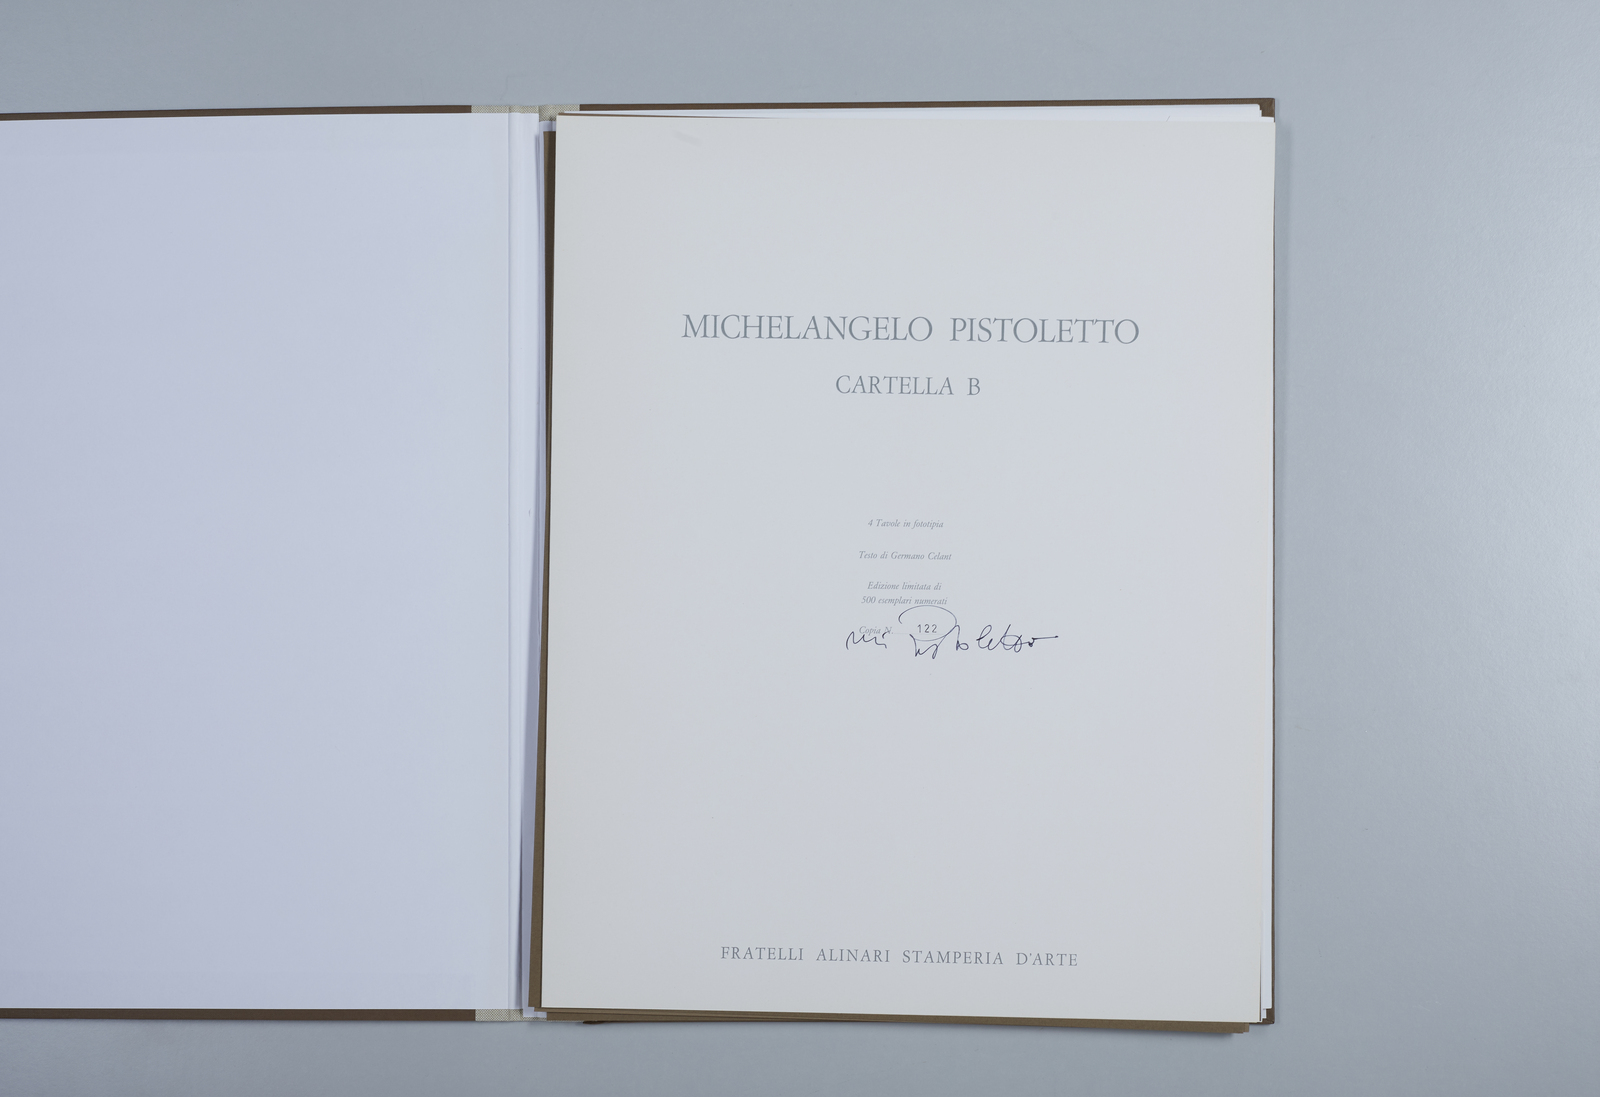 MICHELANGELO PISTOLETTO
CARTELLA B
4 Tavole in fototipia
Testo di Germano Celant
Edizione limitata di
500 esemplari numerati
Copia N. 122
Pistoletto
FRATELLI ALINARI STAMPERIA D'ARTE